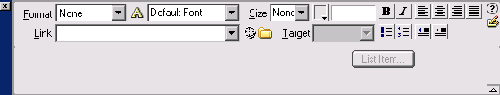 Format None A Default Font Size None B I
Link Target
List Item...